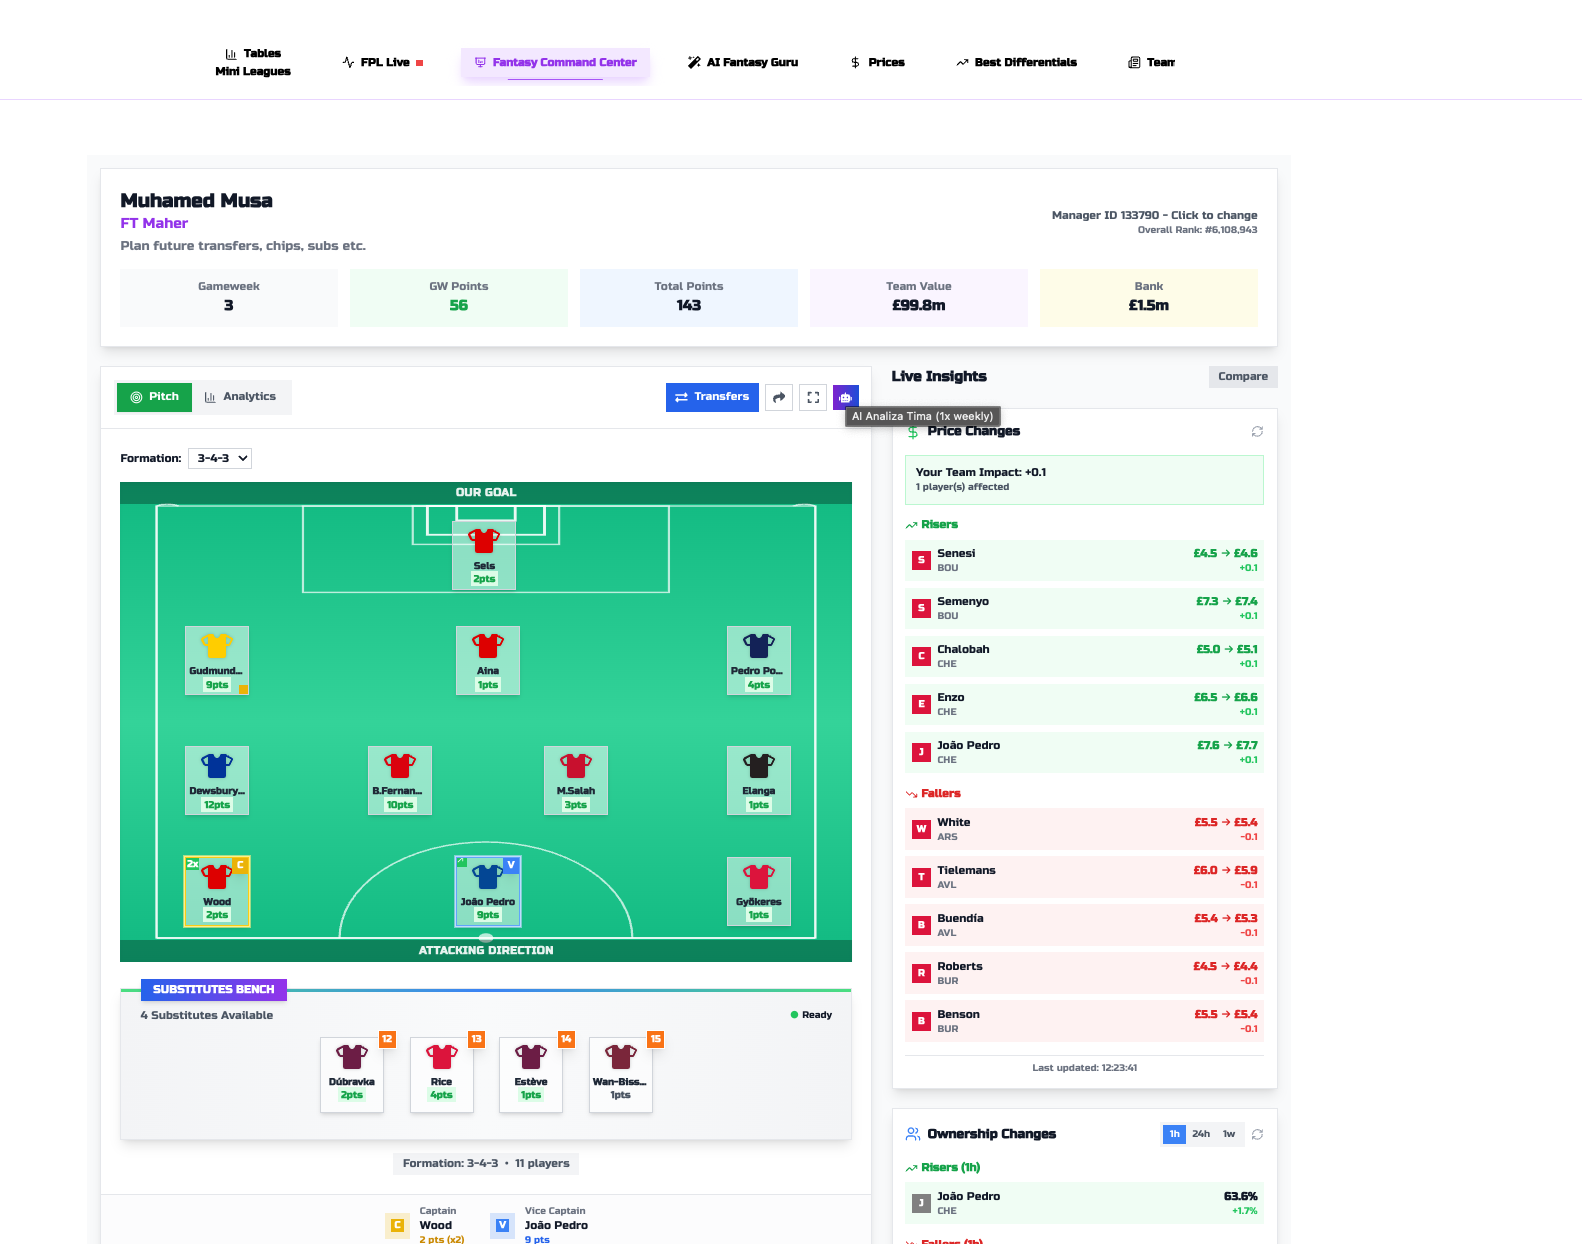 Tables
Mini Leagues
FPL Live
Fantasy Command Center
AI Fantasy Guru
Prices
Best Differentials
Team
Muhamed Musa
FT Maher
Plan future transfers, chips, subs etc.
Manager ID 133790 - Click to change
Overall Rank: #6,108,943
Gameweek
3
GW Points
56
Total Points
143
Team Value
£99.8m
Bank
£1.5m
Pitch
Analytics
Transfers
AI Analiza Tima (1x weekly)
Formation: 3-4-3
OUR GOAL
Sels
2pts
Gudmund...
9pts
Aina
1pts
Pedro Po...
4pts
Dewsbury...
12pts
B.Fernan...
10pts
M.Salah
3pts
Elanga
1pts
2x C
Wood
2pts
V
João Pedro
9pts
Gyökeres
1pts
ATTACKING DIRECTION
SUBSTITUTES BENCH
4 Substitutes Available
Ready
12
Dúbravka
2pts
13
Rice
4pts
14
Estève
1pts
15
Wan-Biss...
1pts
Formation: 3-4-3 • 11 players
C
Captain
Wood
2 pts (x2)
V
Vice Captain
João Pedro
9 pts
Live Insights
Compare
Price Changes
Your Team Impact: +0.1
1 player(s) affected
Risers
S
Senesi
BOU
£4.5 → £4.6
+0.1
S
Semenyo
BOU
£7.3 → £7.4
+0.1
C
Chalobah
CHE
£5.0 → £5.1
+0.1
E
Enzo
CHE
£6.5 → £6.6
+0.1
J
João Pedro
CHE
£7.6 → £7.7
+0.1
Fallers
W
White
ARS
£5.5 → £5.4
-0.1
T
Tielemans
AVL
£6.0 → £5.9
-0.1
B
Buendía
AVL
£5.4 → £5.3
-0.1
R
Roberts
BUR
£4.5 → £4.4
-0.1
B
Benson
BUR
£5.5 → £5.4
-0.1
Last updated: 12:23:41
Ownership Changes
1h 24h 1w
Risers (1h)
J
João Pedro
CHE
63.6%
+1.7%
Fallers (1h)